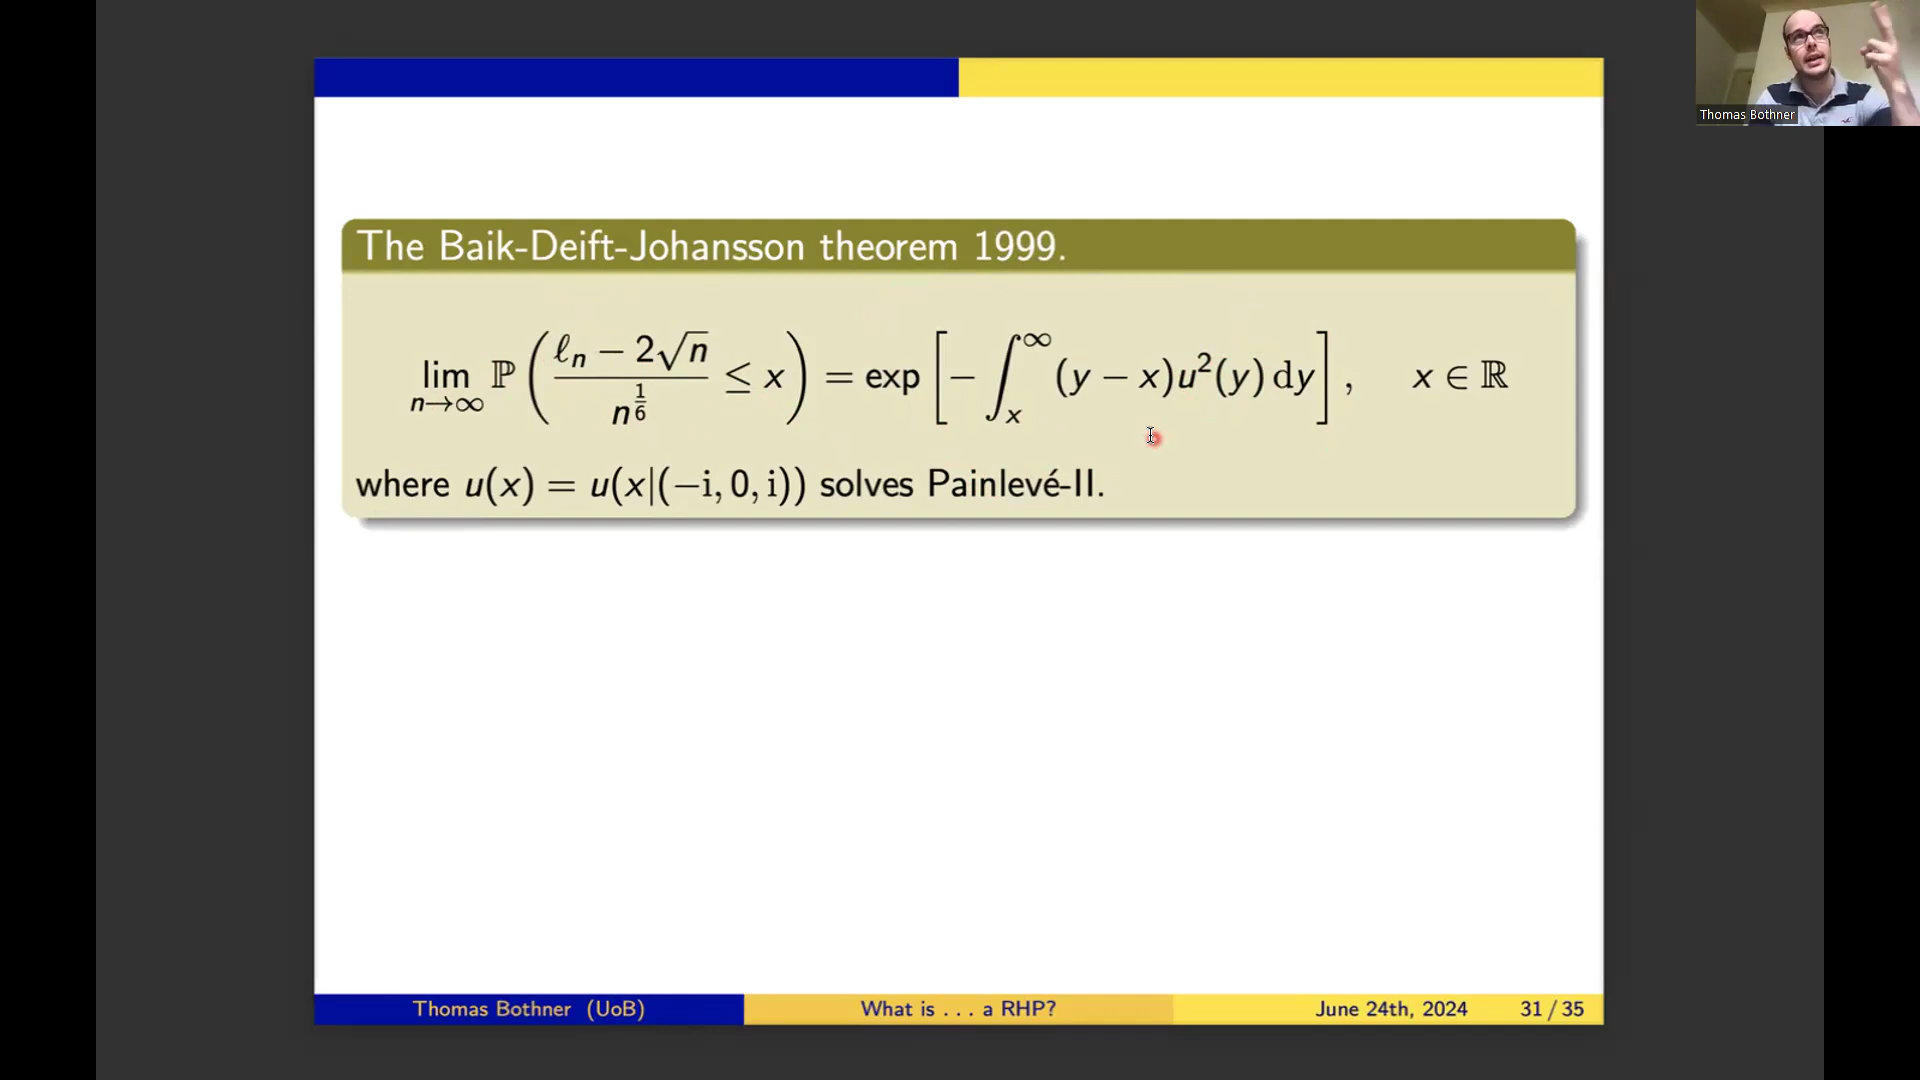 Thomas Bothner
The Baik-Deift-Johansson theorem 1999.
lim_{n→∞} ℙ( (ℓ_n − 2√n) / n^{1/6} ≤ x ) = exp[ −∫_x^∞ (y − x)u²(y) dy ], x ∈ ℝ
where u(x) = u(x|(−i, 0, i)) solves Painlevé-II.
Thomas Bothner (UoB) What is . . . a RHP? June 24th, 2024 31 / 35